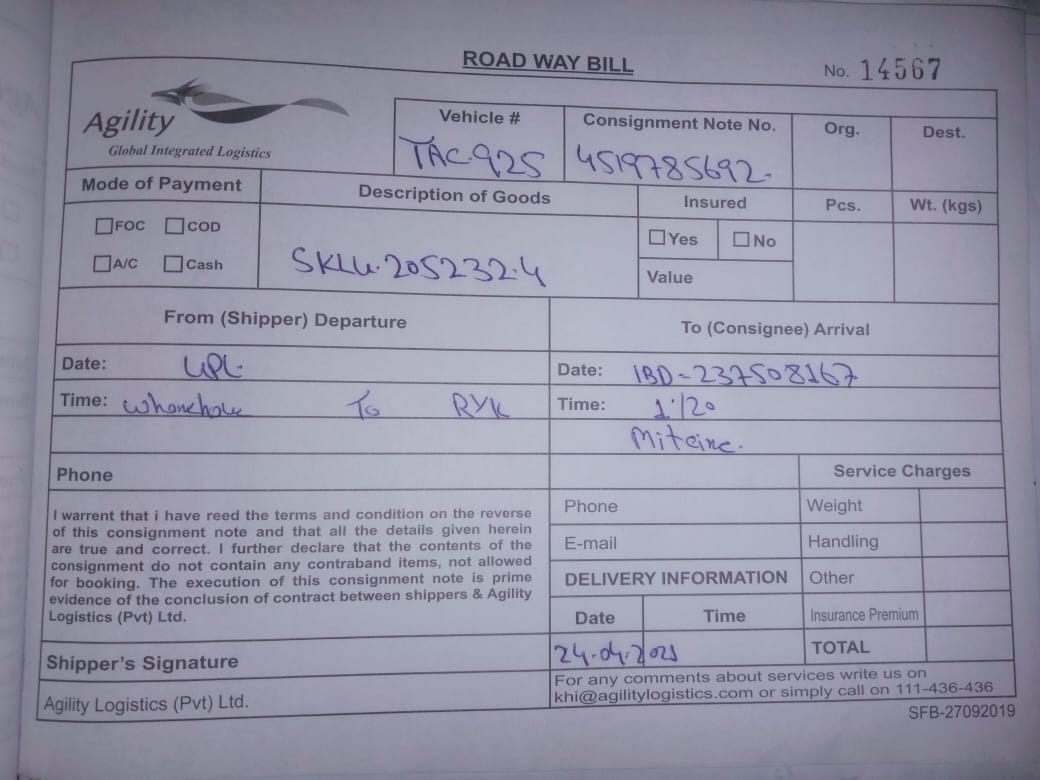 ROAD WAY BILL
No. 14567
Agility
Global Integrated Logistics
Vehicle #
TAC-925
Consignment Note No.
4519785692.
Org.
Dest.
Mode of Payment
FOC COD
A/C Cash
Description of Goods
SKLU.205232.4
Insured
Yes No
Value
Pcs.
Wt. (kgs)
From (Shipper) Departure
To (Consignee) Arrival
Date: UPL
Date: IBD-237508167
Time: To RYK
Time: 1'/20
Phone
Service Charges
I warrent that i have reed the terms and condition on the reverse
of this consignment note and that all the details given herein
are true and correct. I further declare that the contents of the
consignment do not contain any contraband items, not allowed
for booking. The execution of this consignment note is prime
evidence of the conclusion of contract between shippers & Agility
Logistics (Pvt) Ltd.
Phone
Weight
E-mail
Handling
DELIVERY INFORMATION
Other
Date
Time
Insurance Premium
24.04.2021
TOTAL
Shipper's Signature
For any comments about services write us on
khi@agilitylogistics.com or simply call on 111-436-436
Agility Logistics (Pvt) Ltd.
SFB-27092019